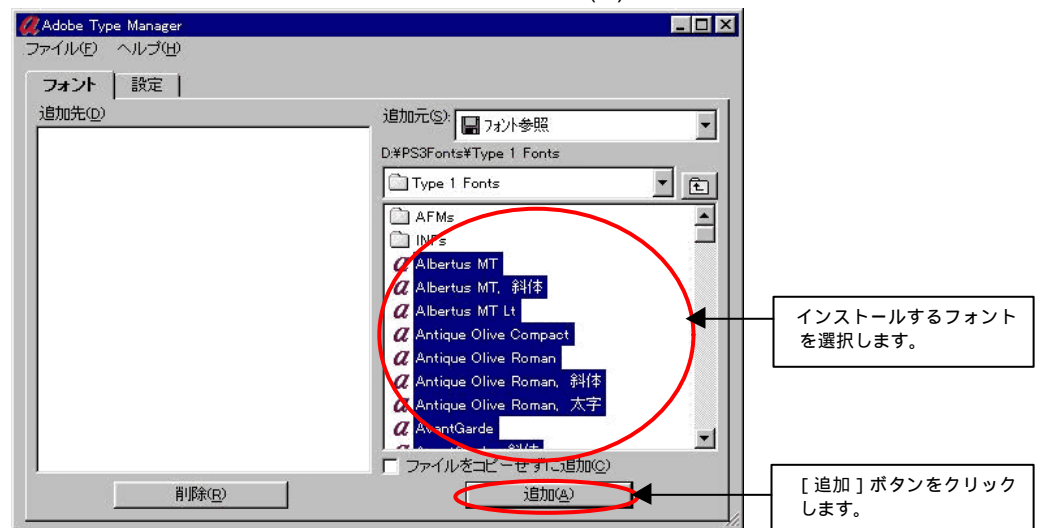 Adobe Type Manager
ファイル(F) ヘルプ(H)
フォント 設定
追加先(D)
追加元(S):
フォント参照
D:¥PS3Fonts¥Type 1 Fonts
Type 1 Fonts
AFMs
INFs
Albertus MT
Albertus MT, 斜体
Albertus MT Lt
Antique Olive Compact
Antique Olive Roman
Antique Olive Roman, 斜体
Antique Olive Roman, 太字
AvantGarde
ファイルをコピーせずに追加(C)
削除(R)
追加(A)
インストールするフォント
を選択します。
[ 追加 ] ボタンをクリック
します。